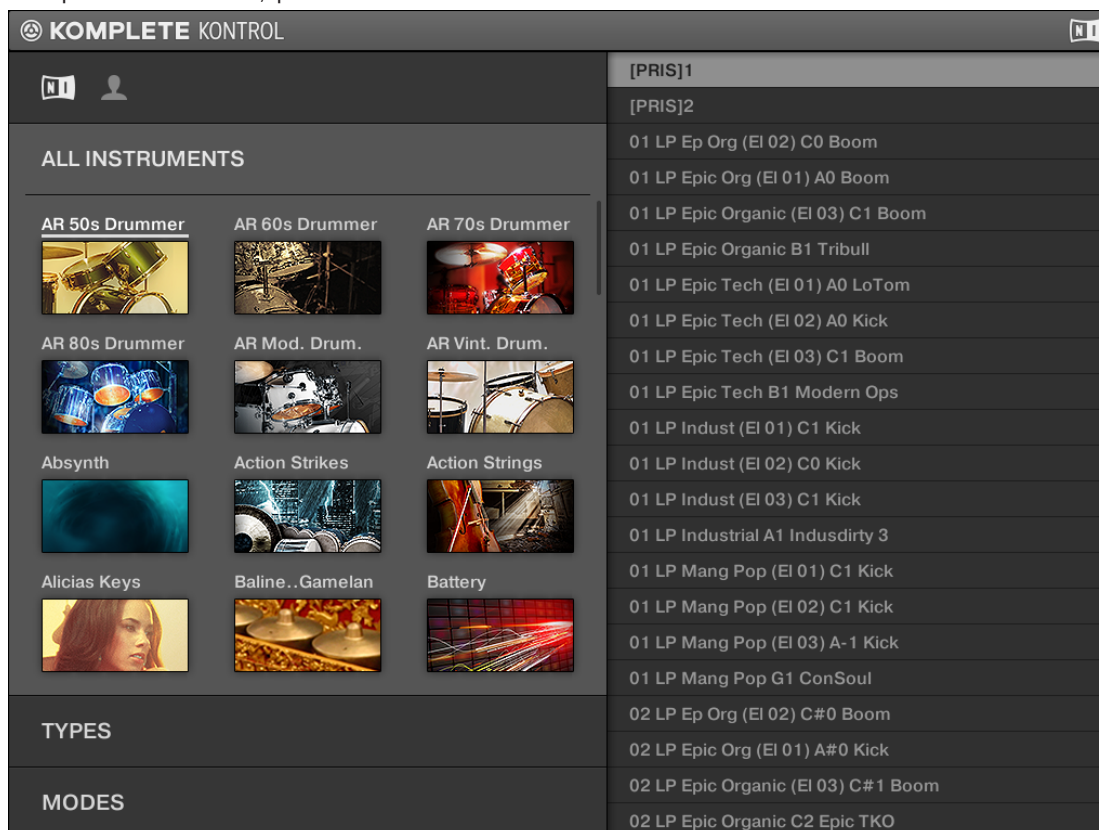 KOMPLETE KONTROL
NI
NI
ALL INSTRUMENTS
AR 50s Drummer
AR 60s Drummer
AR 70s Drummer
AR 80s Drummer
AR Mod. Drum.
AR Vint. Drum.
Absynth
Action Strikes
Action Strings
Alicias Keys
Baline..Gamelan
Battery
TYPES
MODES
[PRIS]1
[PRIS]2
01 LP Ep Org (El 02) C0 Boom
01 LP Epic Org (El 01) A0 Boom
01 LP Epic Organic (El 03) C1 Boom
01 LP Epic Organic B1 Tribull
01 LP Epic Tech (El 01) A0 LoTom
01 LP Epic Tech (El 02) A0 Kick
01 LP Epic Tech (El 03) C1 Boom
01 LP Epic Tech B1 Modern Ops
01 LP Indust (El 01) C1 Kick
01 LP Indust (El 02) C0 Kick
01 LP Indust (El 03) C1 Kick
01 LP Industrial A1 Indusdirty 3
01 LP Mang Pop (El 01) C1 Kick
01 LP Mang Pop (El 02) C1 Kick
01 LP Mang Pop (El 03) A-1 Kick
01 LP Mang Pop G1 ConSoul
02 LP Ep Org (El 02) C#0 Boom
02 LP Epic Org (El 01) A#0 Kick
02 LP Epic Organic (El 03) C#1 Boom
02 LP Epic Organic C2 Epic TKO